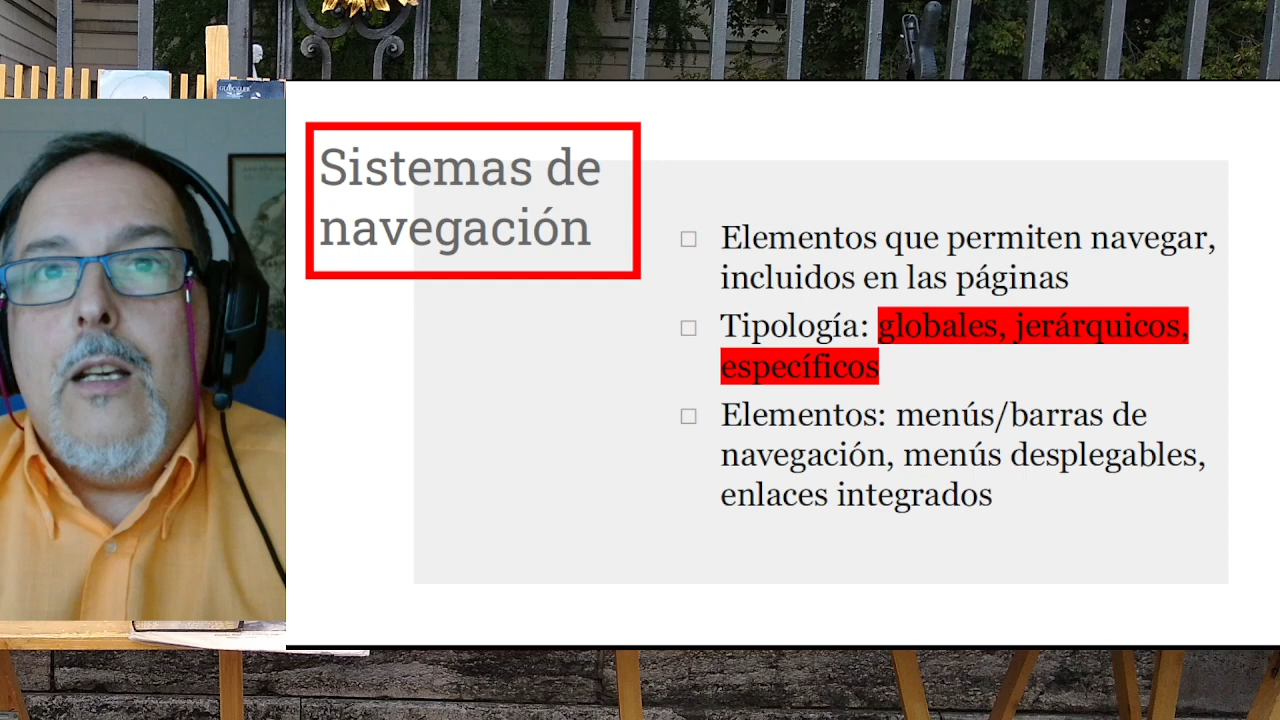 Sistemas de
navegación
□ Elementos que permiten navegar,
incluidos en las páginas
□ Tipología: globales, jerárquicos,
específicos
□ Elementos: menús/barras de
navegación, menús desplegables,
enlaces integrados